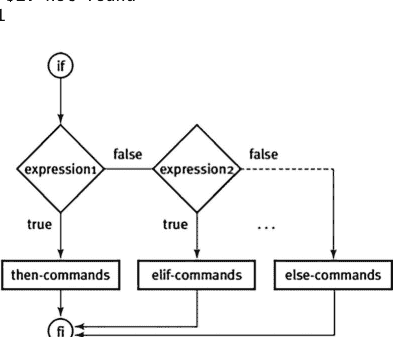 if
false false
expression1 expression2
true true ...
then-commands elif-commands else-commands
fi